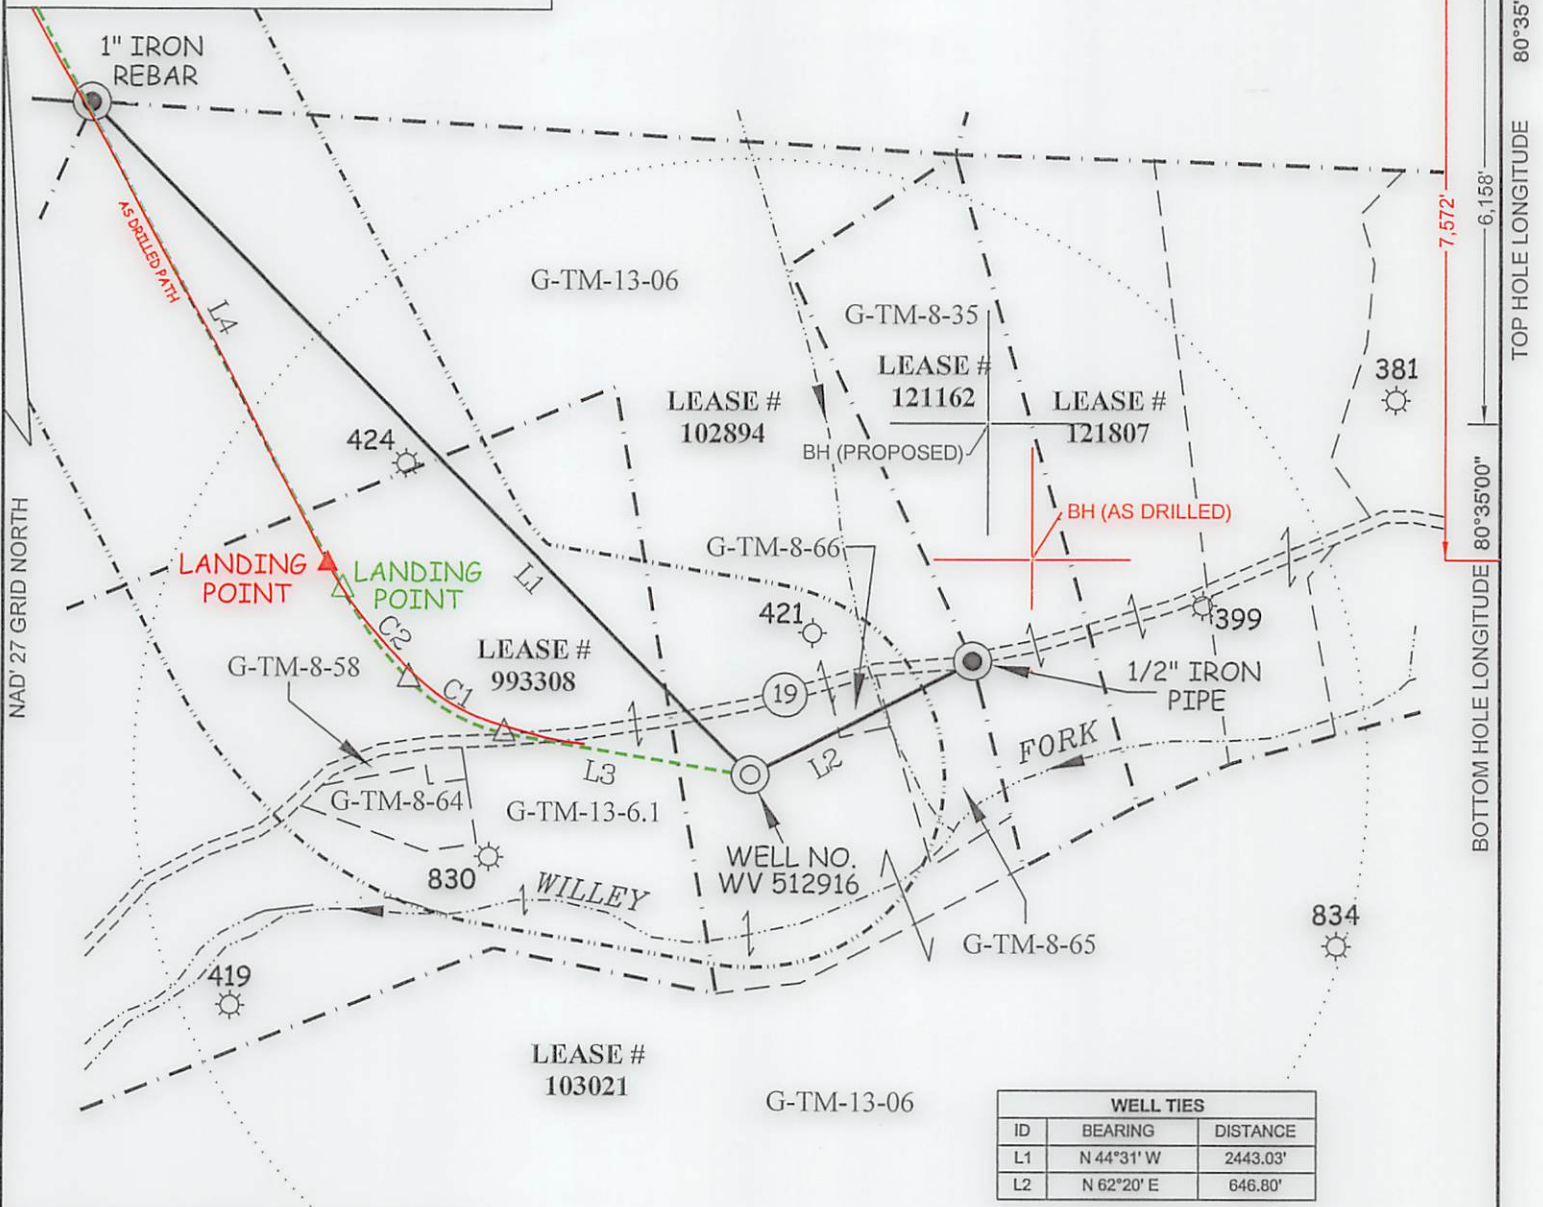 1" IRON
REBAR
AS DRILLED PATH
L4
G-TM-13-06
G-TM-8-35
LEASE #
121162
LEASE #
102894
LEASE #
121807
BH (PROPOSED)
BH (AS DRILLED)
424
381
7,572'
6,158'
80°35'
TOP HOLE LONGITUDE
80°35'00"
BOTTOM HOLE LONGITUDE
NAD' 27 GRID NORTH
LANDING
POINT
LANDING
POINT
L1
G-TM-8-66
421
399
C2
C1
LEASE #
993308
G-TM-8-58
19
1/2" IRON
PIPE
L2
L3
FORK
G-TM-8-64
G-TM-13-6.1
WELL NO.
WV 512916
830
WILLEY
G-TM-8-65
834
419
LEASE #
103021
G-TM-13-06
WELL TIES
ID BEARING DISTANCE
L1 N 44°31' W 2443.03'
L2 N 62°20' E 646.80'